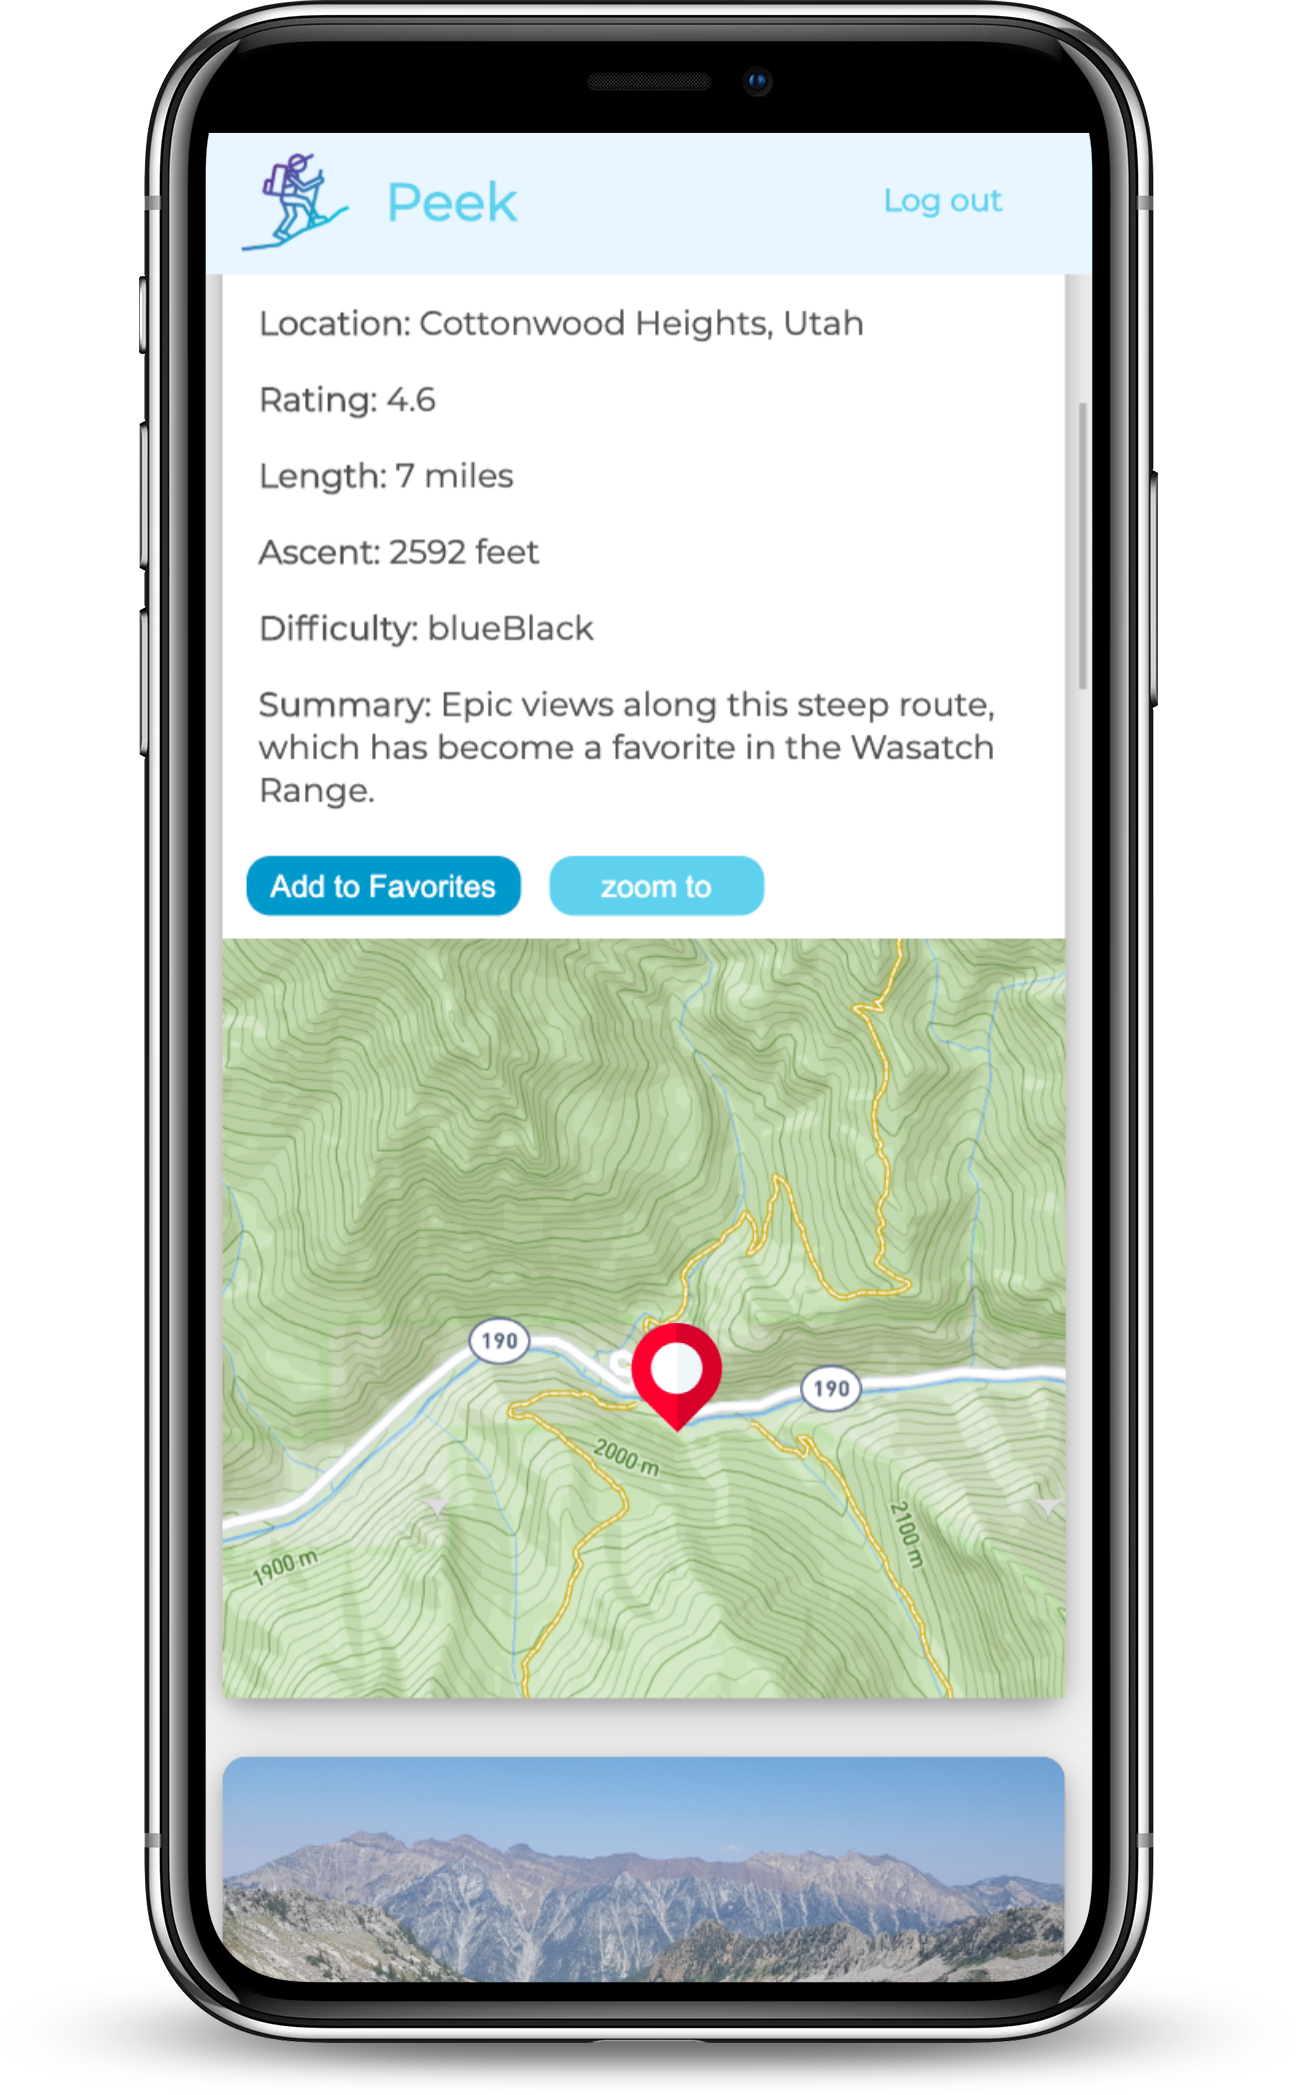 Peek
Log out
Location: Cottonwood Heights, Utah
Rating: 4.6
Length: 7 miles
Ascent: 2592 feet
Difficulty: blueBlack
Summary: Epic views along this steep route,
which has become a favorite in the Wasatch
Range.
Add to Favorites
zoom to
190
190
2000 m
2100 m
1900 m